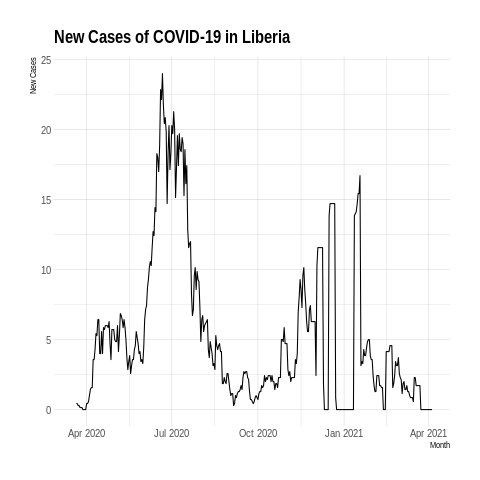 New Cases of COVID-19 in Liberia
New Cases
25
20
15
10
5
0
Apr 2020
Jul 2020
Oct 2020
Jan 2021
Apr 2021
Month